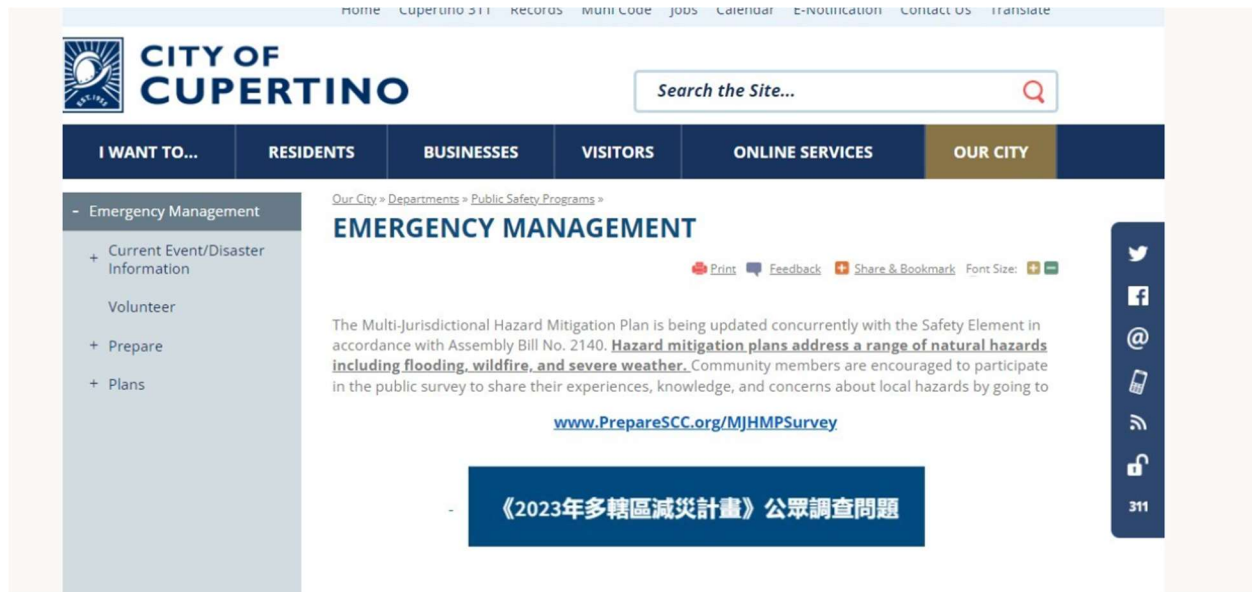 Home Cupertino 311 Records Muni Code Jobs Calendar E-Notification Contact Us Translate
CITY OF
CUPERTINO
EST. 1955
Search the Site...
I WANT TO...
RESIDENTS
BUSINESSES
VISITORS
ONLINE SERVICES
OUR CITY
- Emergency Management
+ Current Event/Disaster
Information
Volunteer
+ Prepare
+ Plans
Our City » Departments » Public Safety Programs »
EMERGENCY MANAGEMENT
Print Feedback Share & Bookmark Font Size: + -
The Multi-Jurisdictional Hazard Mitigation Plan is being updated concurrently with the Safety Element in
accordance with Assembly Bill No. 2140. Hazard mitigation plans address a range of natural hazards
including flooding, wildfire, and severe weather. Community members are encouraged to participate
in the public survey to share their experiences, knowledge, and concerns about local hazards by going to
www.PrepareSCC.org/MJHMPSurvey
- 《2023年多轄區減災計畫》公眾調查問題
@
311